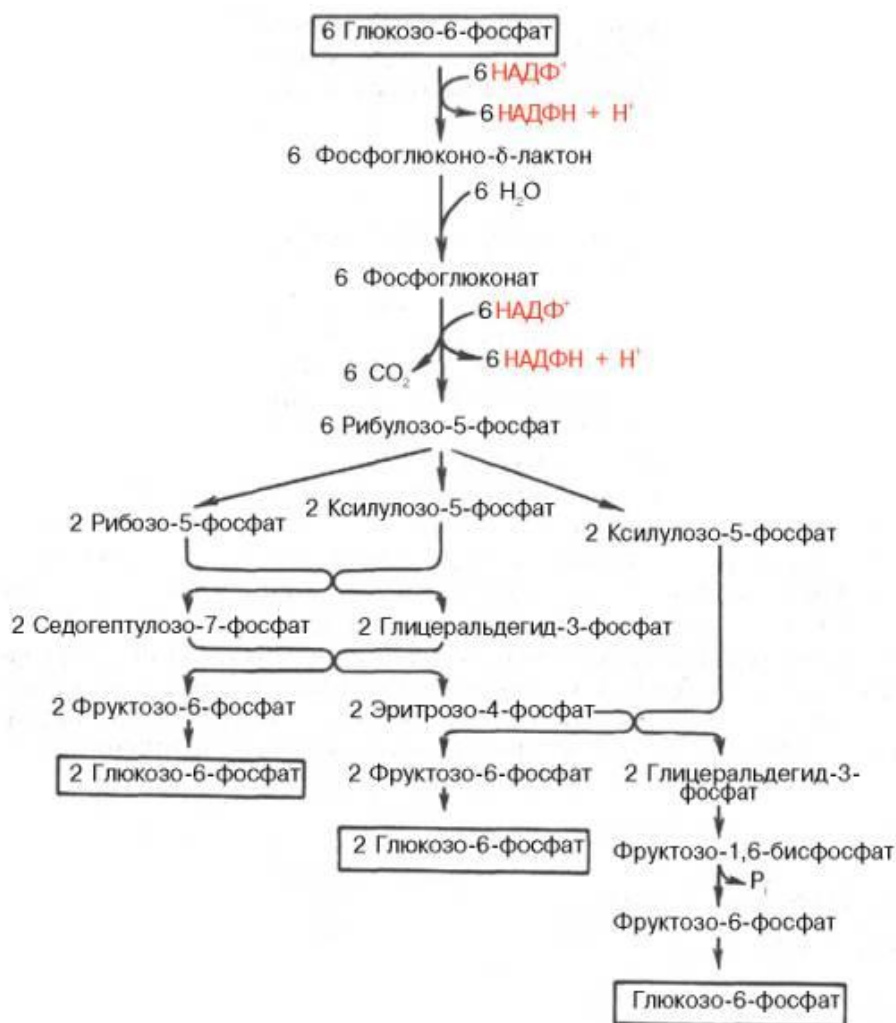 6 Глюкозо-6-фосфат
6 НАДФ⁺
6 НАДФН + Н⁺
6 Фосфоглюконо-δ-лактон
6 H₂O
6 Фосфоглюконат
6 НАДФ⁺
6 НАДФН + Н⁺
6 CO₂
6 Рибулозо-5-фосфат
2 Рибозо-5-фосфат
2 Ксилулозо-5-фосфат
2 Ксилулозо-5-фосфат
2 Седогептулозо-7-фосфат
2 Глицеральдегид-3-фосфат
2 Фруктозо-6-фосфат
2 Эритрозо-4-фосфат
2 Глюкозо-6-фосфат
2 Фруктозо-6-фосфат
2 Глицеральдегид-3-
фосфат
2 Глюкозо-6-фосфат
Фруктозо-1,6-бисфосфат
Pᵢ
Фруктозо-6-фосфат
Глюкозо-6-фосфат